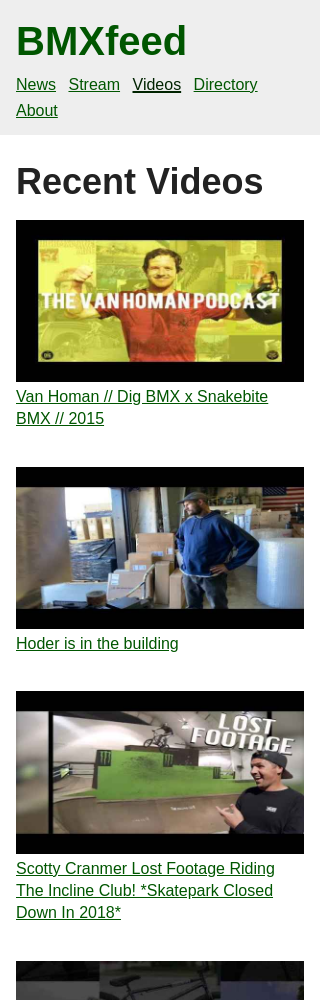 BMXfeed
News Stream Videos Directory
About
Recent Videos
THE VAN HOMAN PODCAST
Van Homan // Dig BMX x Snakebite
BMX // 2015
Hoder is in the building
LOST
FOOTAGE
Scotty Cranmer Lost Footage Riding
The Incline Club! *Skatepark Closed
Down In 2018*